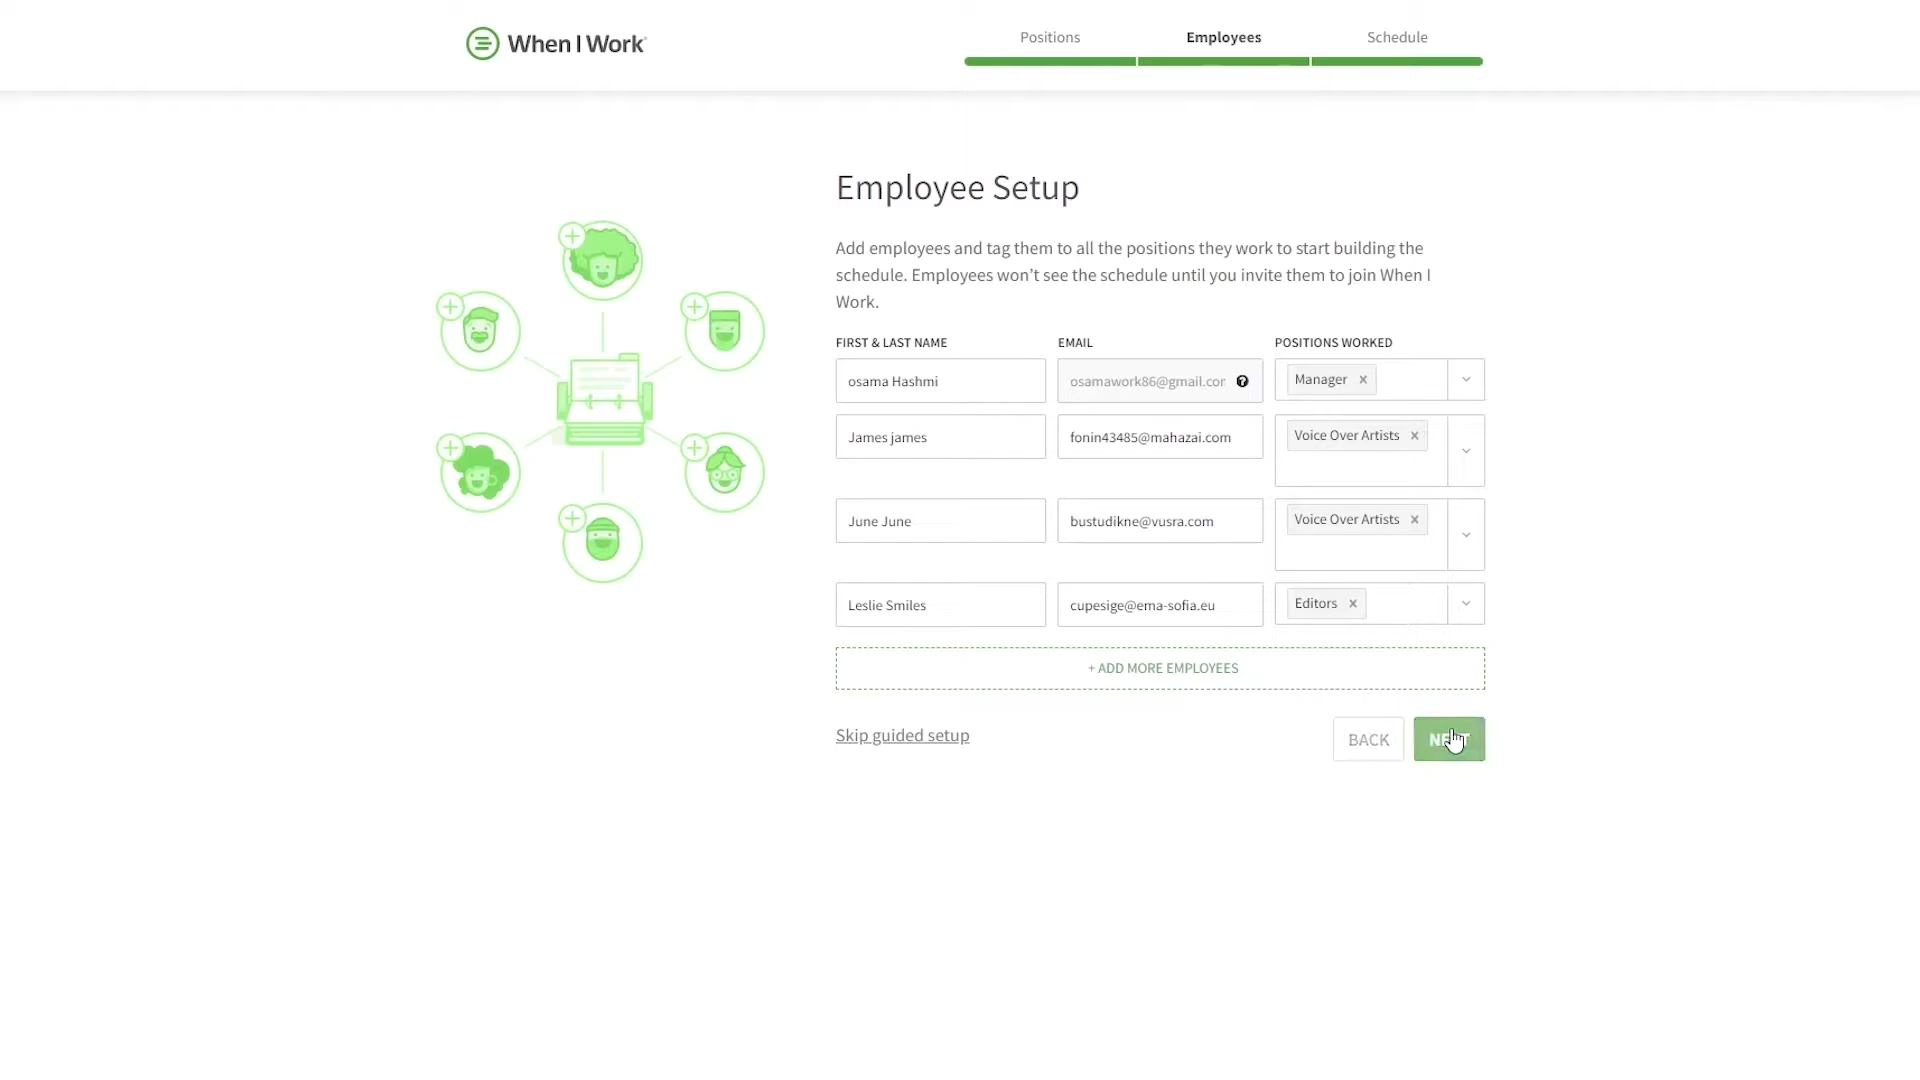 When I Work
Positions
Employees
Schedule
Employee Setup
Add employees and tag them to all the positions they work to start building the
schedule. Employees won't see the schedule until you invite them to join When I
Work.
FIRST & LAST NAME
EMAIL
POSITIONS WORKED
osama Hashmi
osamawork86@gmail.cor
Manager ×
James james
fonin43485@mahazai.com
Voice Over Artists ×
June June
bustudikne@vusra.com
Voice Over Artists ×
Leslie Smiles
cupesige@ema-sofia.eu
Editors ×
+ ADD MORE EMPLOYEES
Skip guided setup
BACK